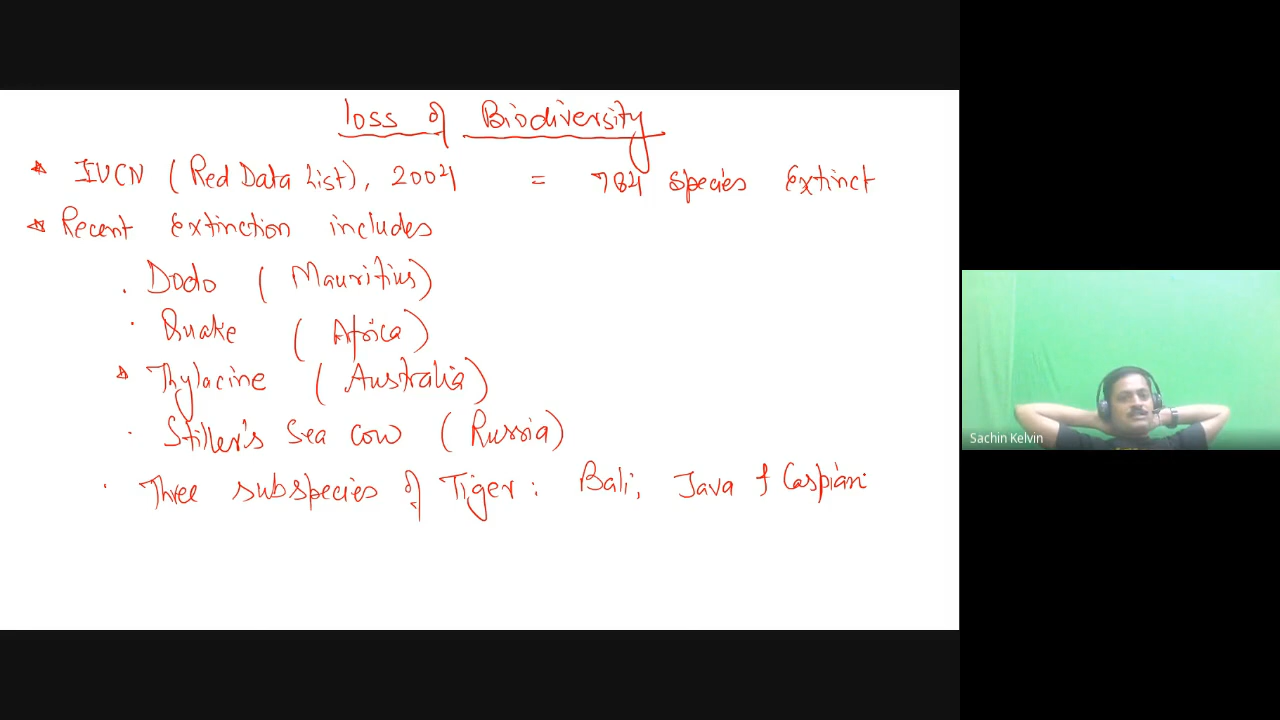 loss of Biodiversity
* IUCN (Red Data List), 2004 = 784 species Extinct
* Recent Extinction includes
. Dodo (Mauritius)
. Quake (Africa)
* Thylacine (Australia)
. Stiller's Sea Cow (Russia)
. Three subspecies of Tiger: Bali, Java & Caspian
Sachin Kelvin